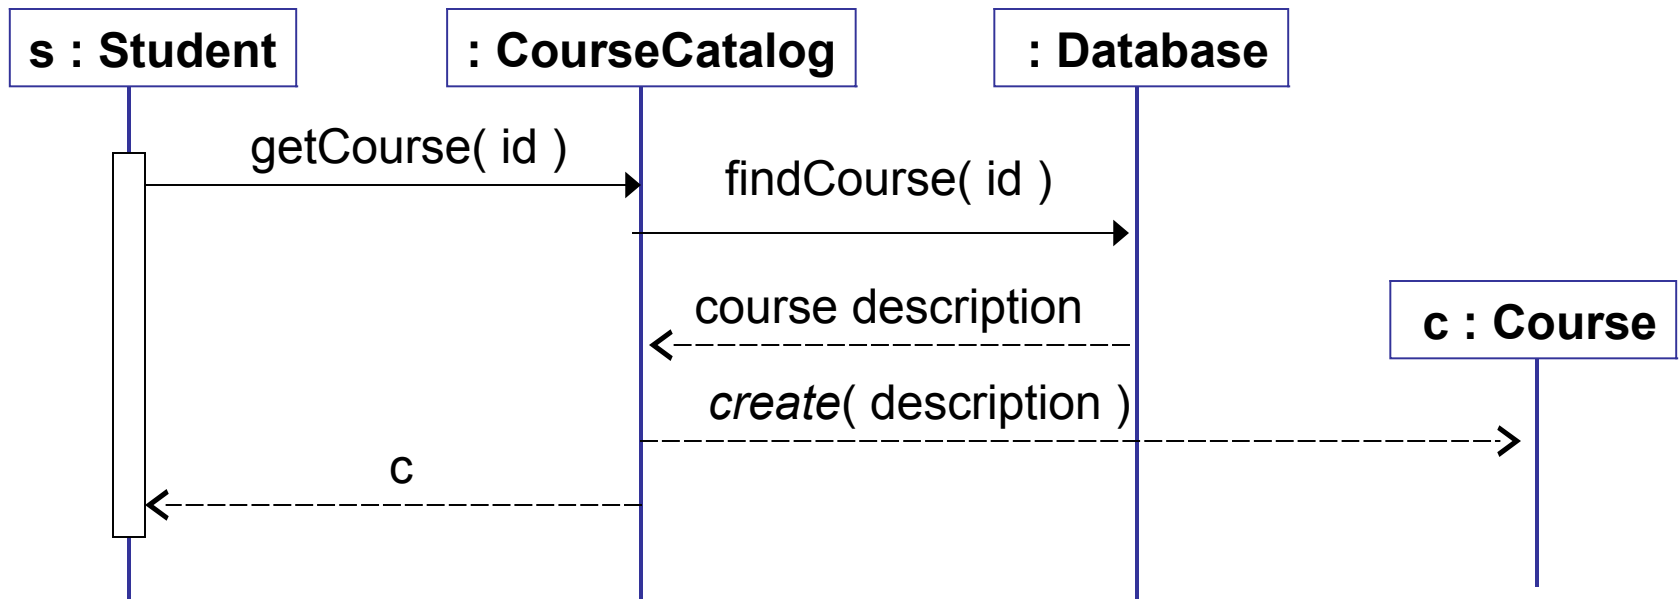 s : Student
: CourseCatalog
: Database
getCourse( id )
findCourse( id )
course description
c : Course
create( description )
c